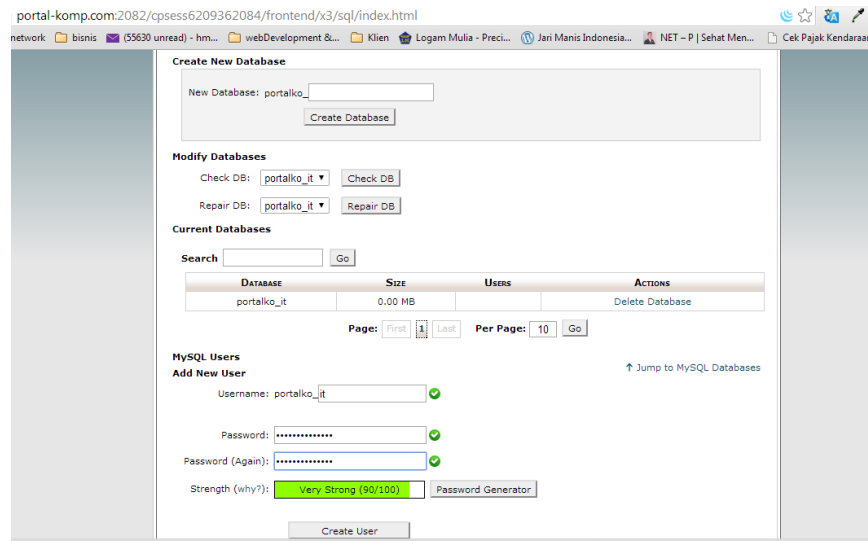 portal-komp.com:2082/cpsess6209362084/frontend/x3/sql/index.html
network bisnis (55630 unread) - hm... webDevelopment &... Klien Logam Mulia - Preci... Jari Manis Indonesia... NET – P | Sehat Men... Cek Pajak Kendaraan
Create New Database
New Database: portalko_
Create Database
Modify Databases
Check DB: portalko_it Check DB
Repair DB: portalko_it Repair DB
Current Databases
Search Go
DATABASE SIZE USERS ACTIONS
portalko_it 0.00 MB Delete Database
Page: First 1 Last Per Page: 10 Go
MySQL Users
Jump to MySQL Databases
Add New User
Username: portalko_it
Password: ••••••••••••••
Password (Again): ••••••••••••••
Strength (why?): Very Strong (90/100) Password Generator
Create User